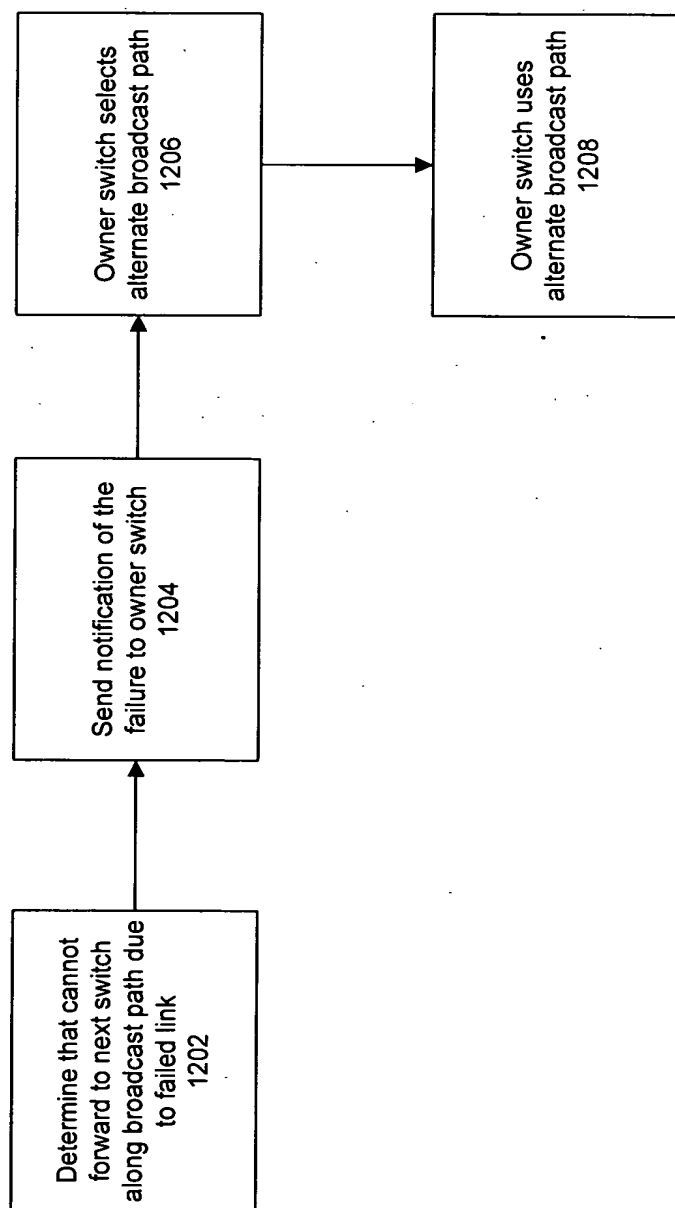 Determine that cannot
forward to next switch
along broadcast path due
to failed link
1202
Send notification of the
failure to owner switch
1204
Owner switch selects
alternate broadcast path
1206
Owner switch uses
alternate broadcast path
1208